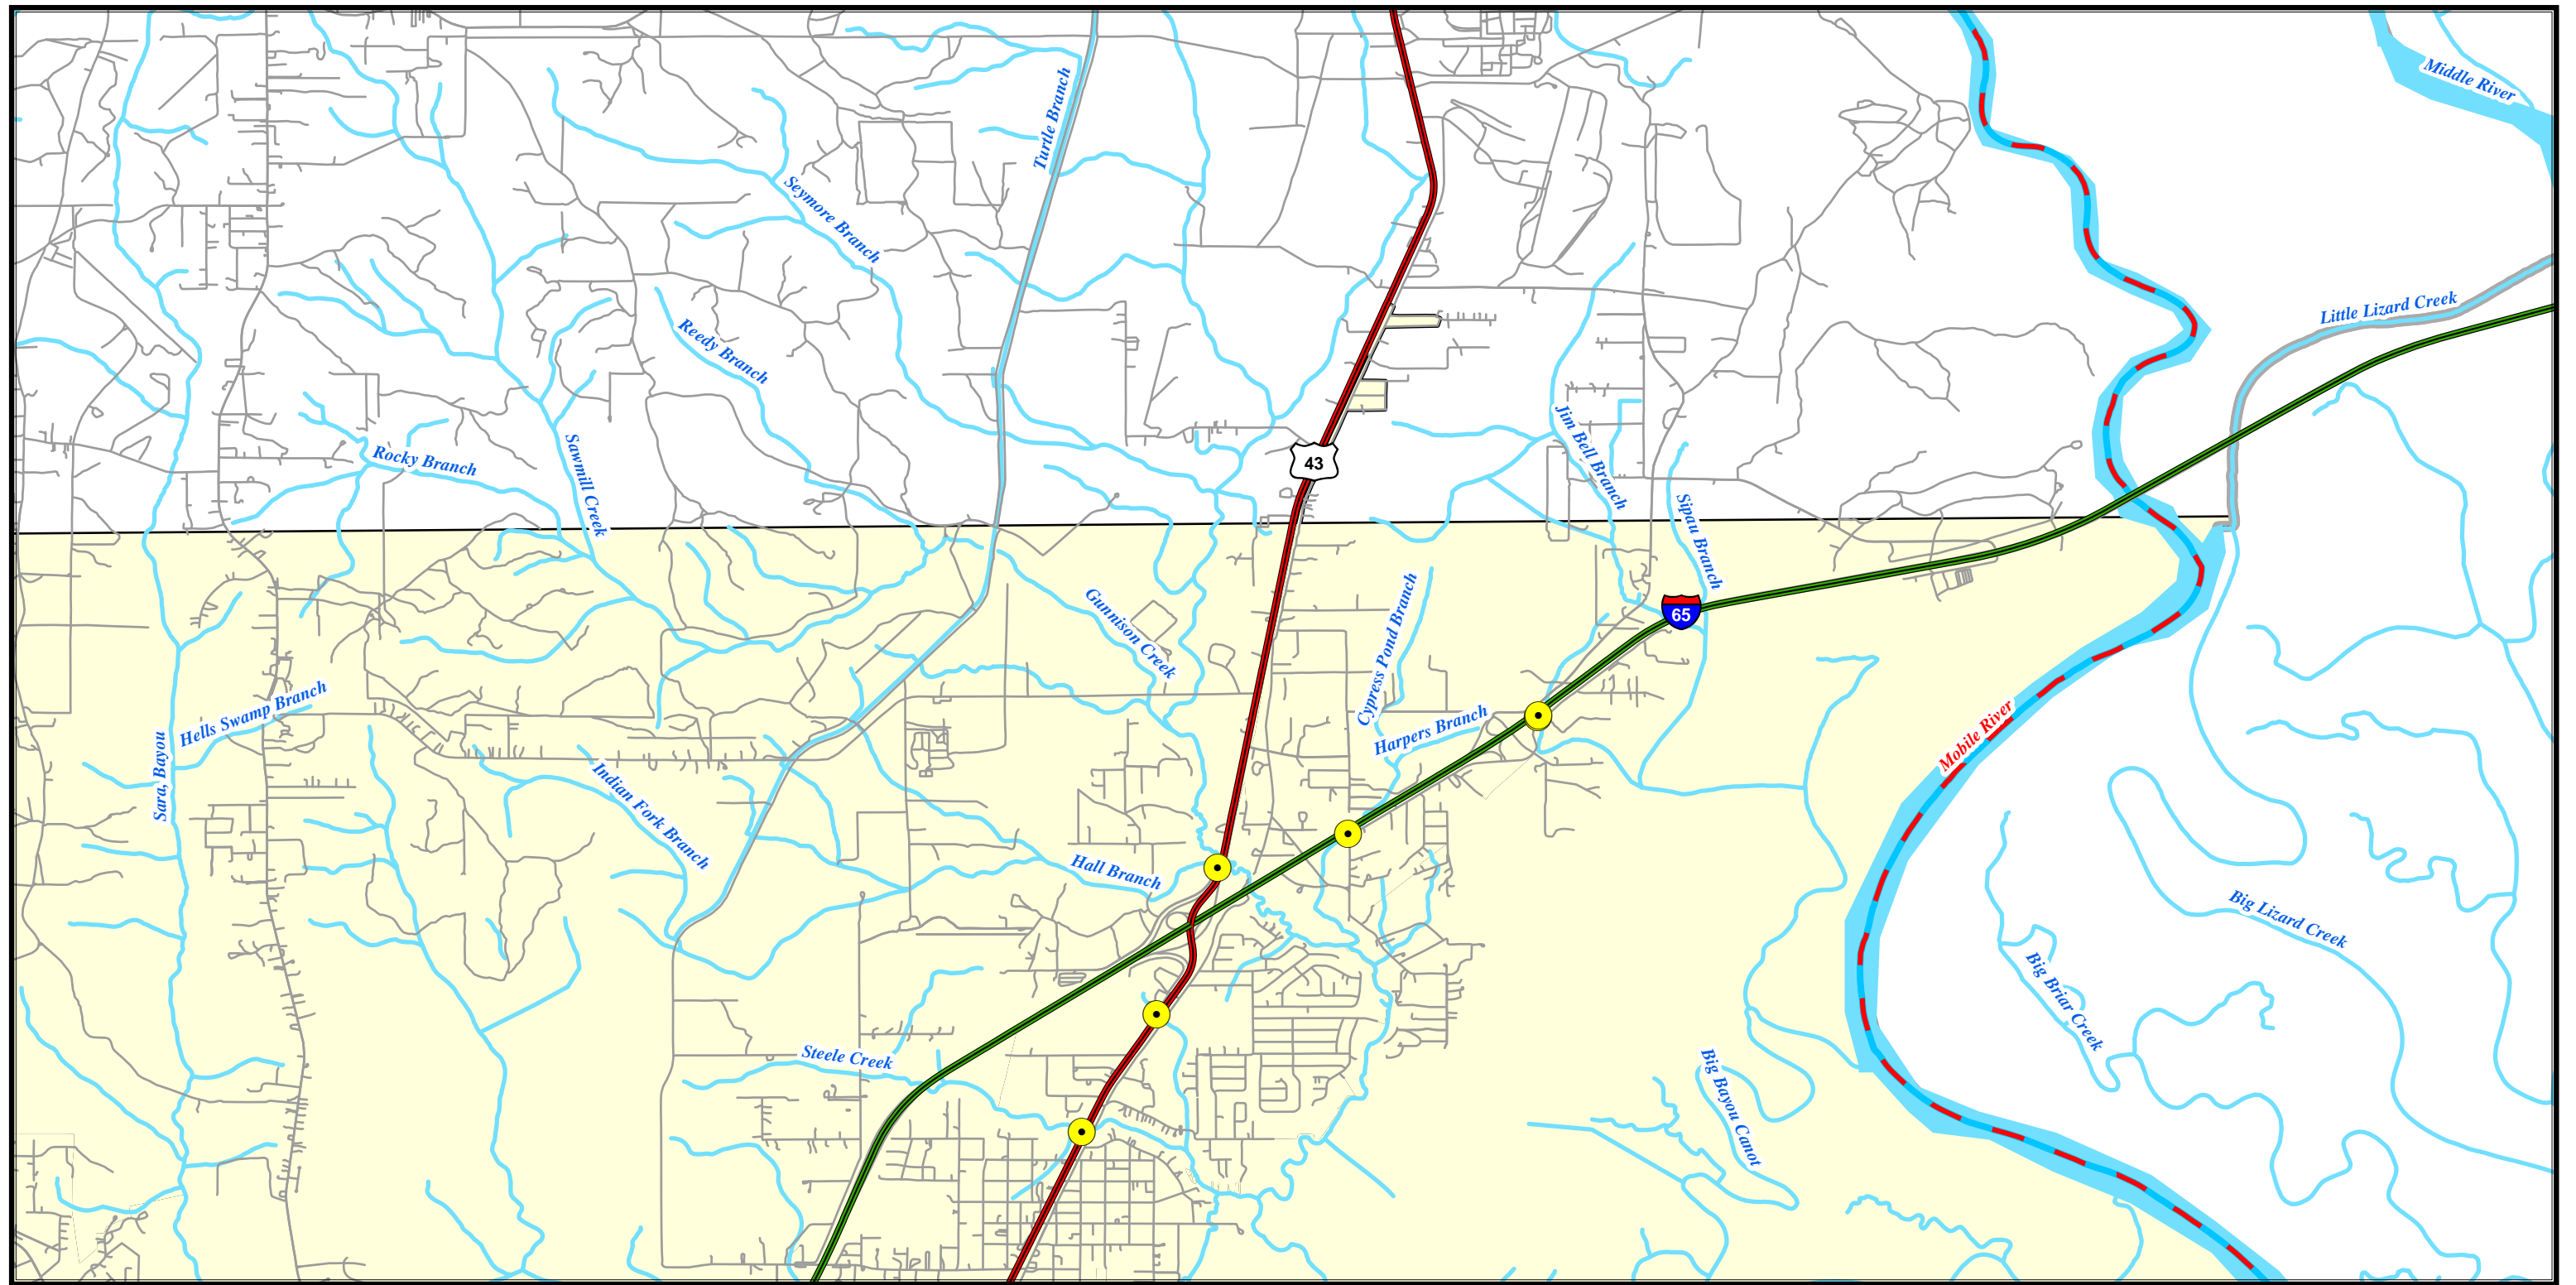 Middle River
Turtle Branch
Seymore Branch
Little Lizard Creek
Reedy Branch
Rocky Branch
Sawmill Creek
43
Jim Bell Branch
Sipau Branch
65
Gunnison Creek
Cypress Pond Branch
Hells Swamp Branch
Harpers Branch
Mobile River
Sara, Bayou
Indian Fork Branch
Hall Branch
Big Lizard Creek
Big Briar Creek
Steele Creek
Big Bayou Canot